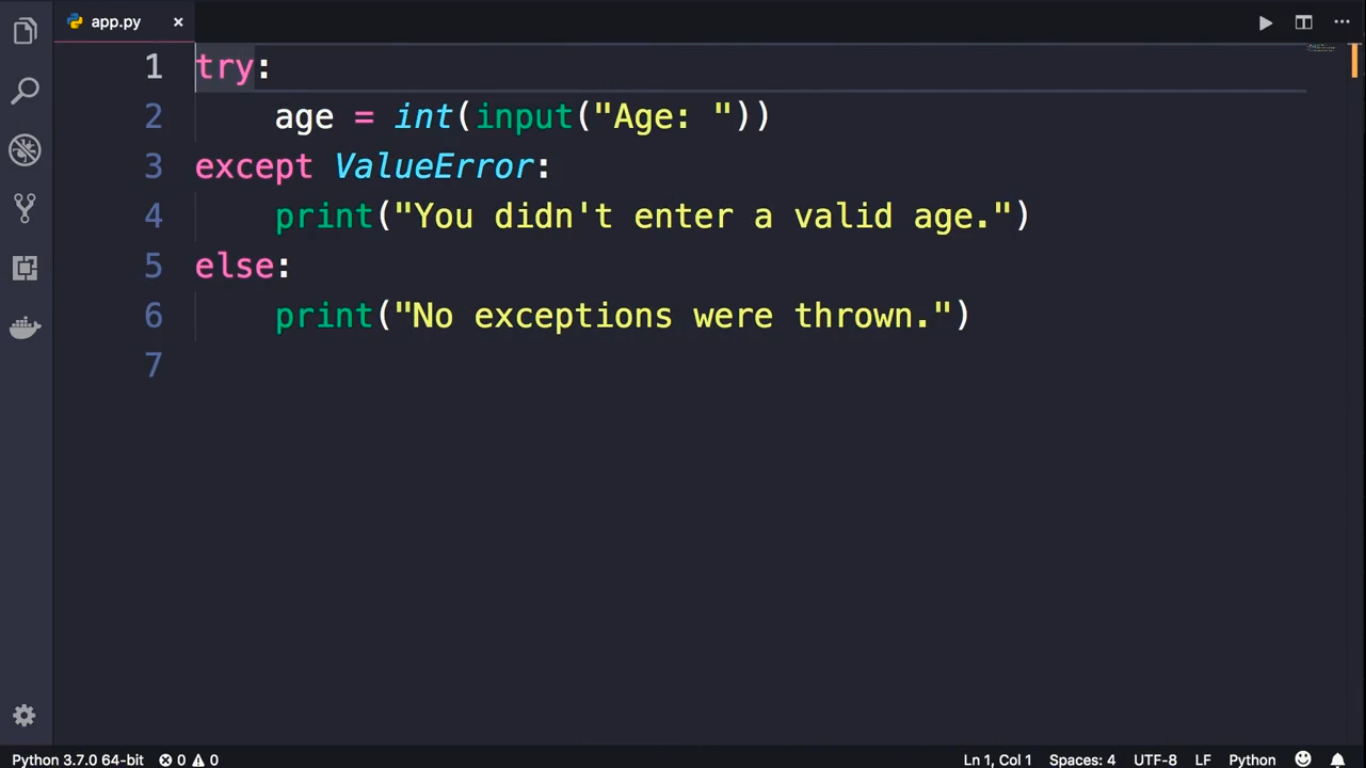 app.py ×
1 try:
2     age = int(input("Age: "))
3 except ValueError:
4     print("You didn't enter a valid age.")
5 else:
6     print("No exceptions were thrown.")
7
Python 3.7.0 64-bit 0 0 Ln 1, Col 1 Spaces: 4 UTF-8 LF Python